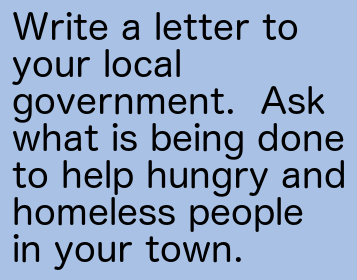 Write a letter to
your local
government.  Ask
what is being done
to help hungry and
homeless people
in your town.